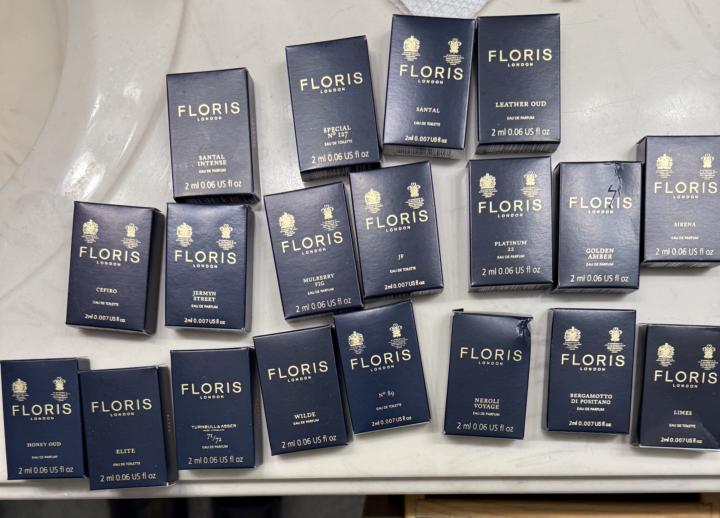 FLORIS
LONDON
SANTAL
INTENSE
EAU DE PARFUM
2 ml 0.06 US fl oz
FLORIS
LONDON
SPECIAL
Nº 127
EAU DE TOILETTE
2 ml 0.06 US fl oz
FLORIS
LONDON
SANTAL
EAU DE TOILETTE
2ml 0.007 US fl oz
FLORIS
LONDON
LEATHER OUD
EAU DE PARFUM
2 ml 0.06 US fl oz
FLORIS
LONDON
CEFIRO
EAU DE TOILETTE
2ml 0.007 US fl oz
FLORIS
LONDON
JERMYN
STREET
EAU DE PARFUM
2ml 0.007 US fl oz
FLORIS
LONDON
MULBERRY
FIG
EAU DE PARFUM
2 ml 0.06 US fl oz
FLORIS
LONDON
JF
EAU DE TOILETTE
2ml 0.007 US fl oz
FLORIS
LONDON
PLATINUM
22
EAU DE PARFUM
2 ml 0.06 US fl oz
FLORIS
LONDON
GOLDEN
AMBER
EAU DE PARFUM
2 ml 0.06 US fl oz
FLORIS
LONDON
SIRENA
EAU DE PARFUM
2 ml 0.06 US fl oz
FLORIS
LONDON
HONEY OUD
EAU DE PARFUM
2 ml 0.06 US fl oz
FLORIS
LONDON
ELITE
EAU DE TOILETTE
2 ml 0.06 US fl oz
FLORIS
LONDON
TURNBULL & ASSER
71/72
EAU DE PARFUM
2 ml 0.06 US fl oz
FLORIS
LONDON
WILDE
EAU DE PARFUM
2 ml 0.06 US fl oz
FLORIS
LONDON
Nº 89
EAU DE TOILETTE
2ml 0.007 US fl oz
FLORIS
LONDON
NEROLI
VOYAGE
EAU DE PARFUM
2 ml 0.06 US fl oz
FLORIS
LONDON
BERGAMOTTO
DI POSITANO
EAU DE PARFUM
2ml 0.007 US fl oz
FLORIS
LONDON
LIMES
EAU DE TOILETTE
2ml 0.007 US fl oz